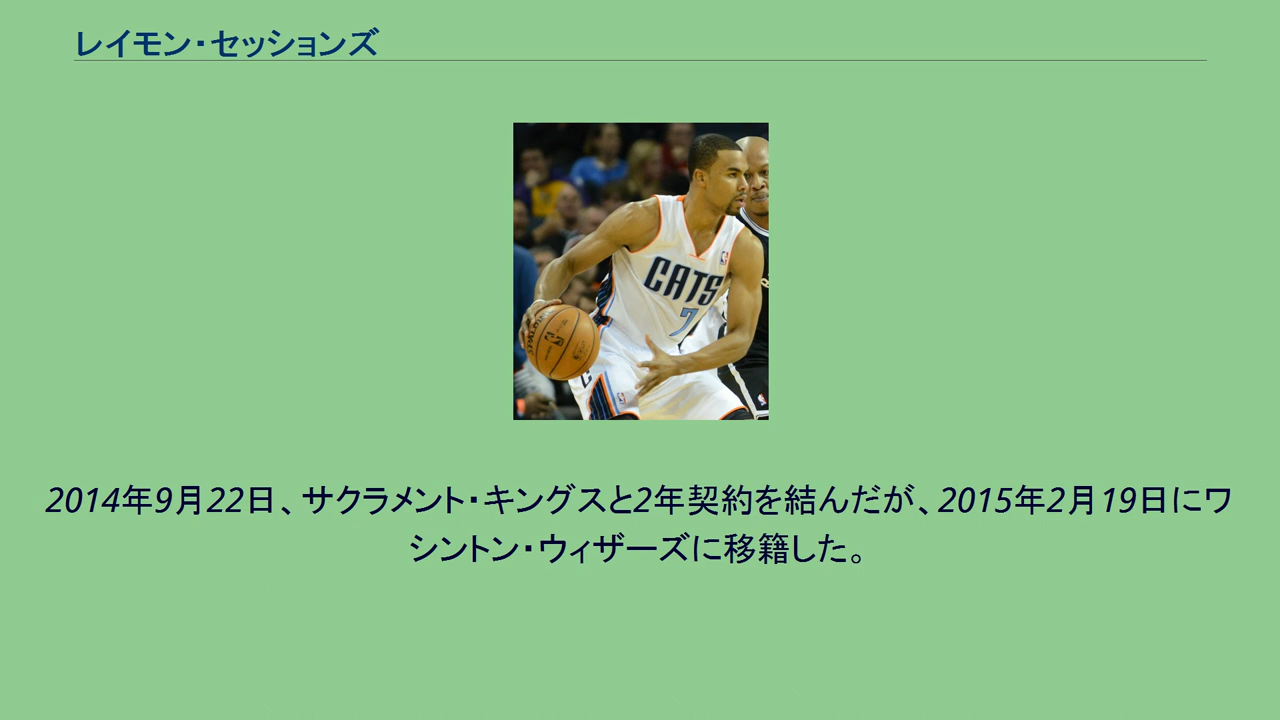 レイモン・セッションズ
CATS
7
2014年9月22日、サクラメント・キングスと2年契約を結んだが、2015年2月19日にワ
シントン・ウィザーズに移籍した。